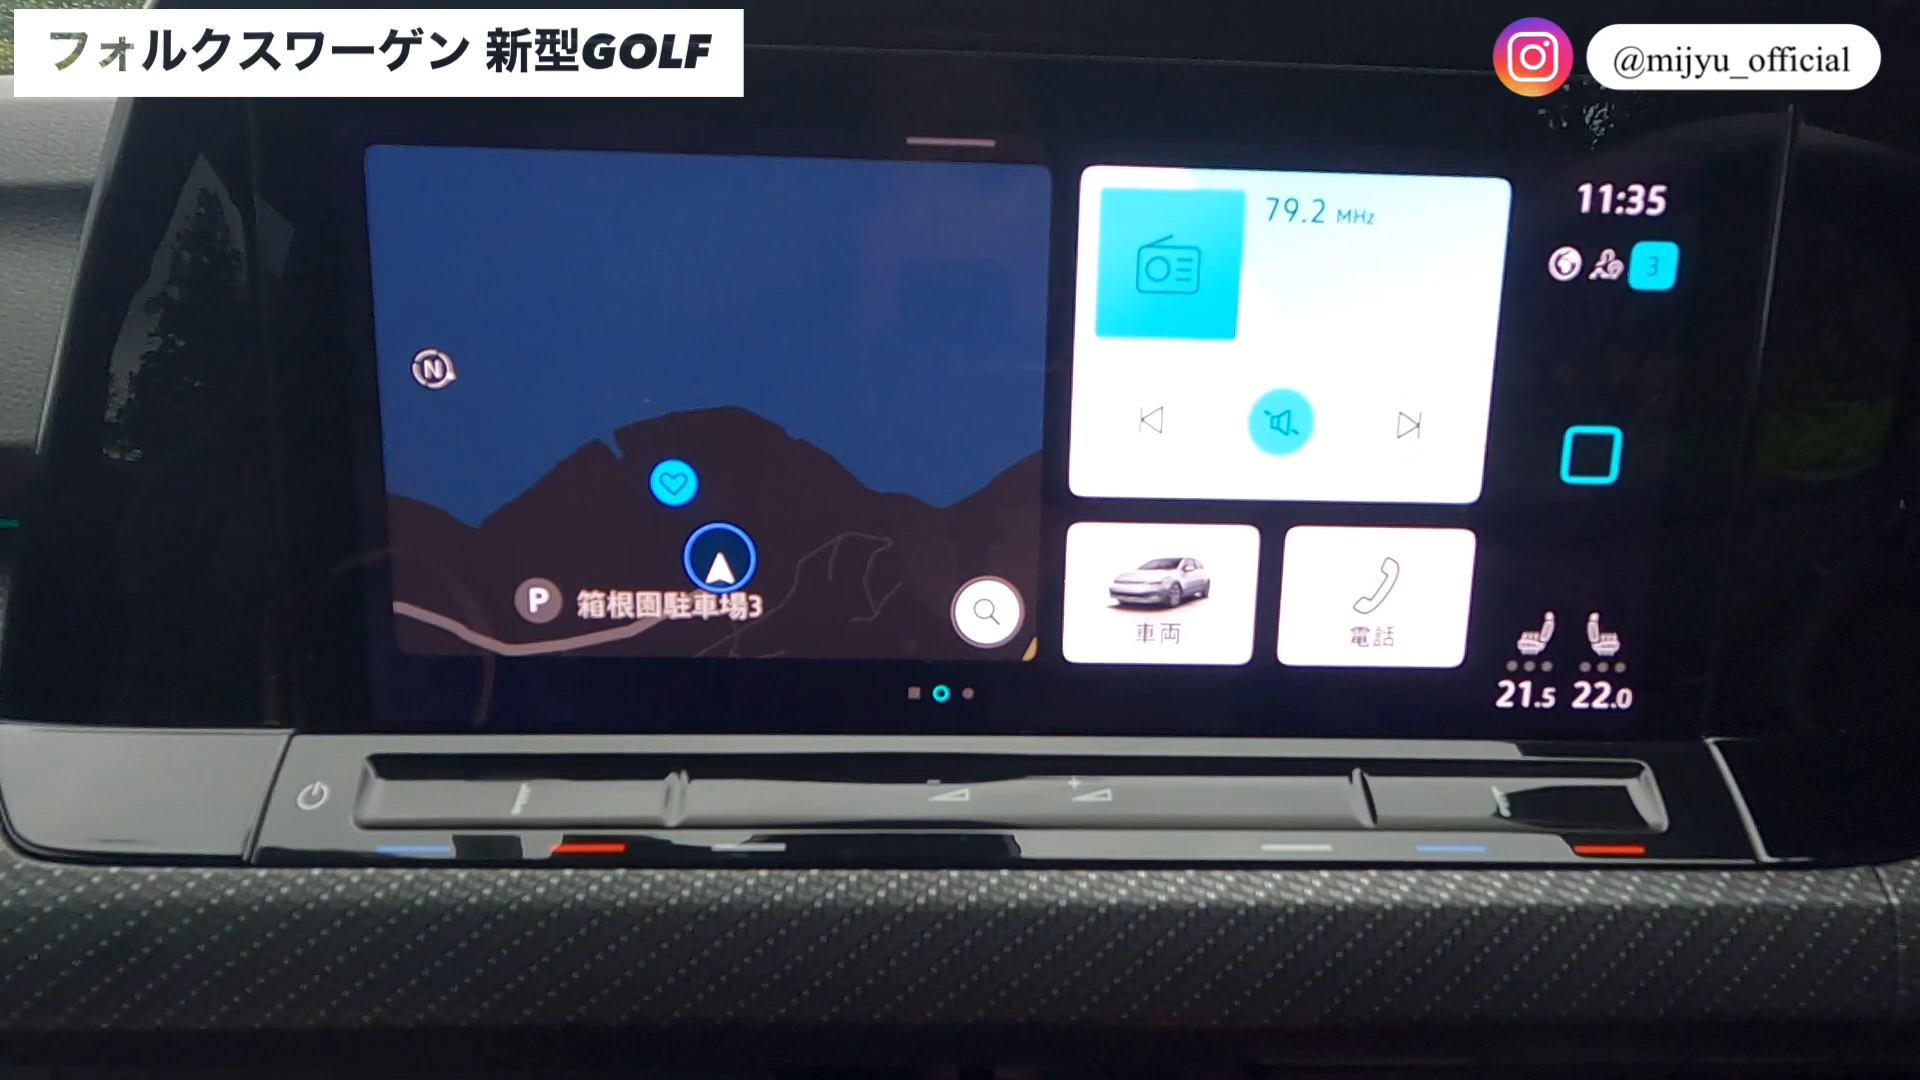 フォルクスワーゲン 新型GOLF
@mijyu_official
79.2 MHz
11:35
3
N
P 箱根園駐車場3
車両
電話
21.5 22.0